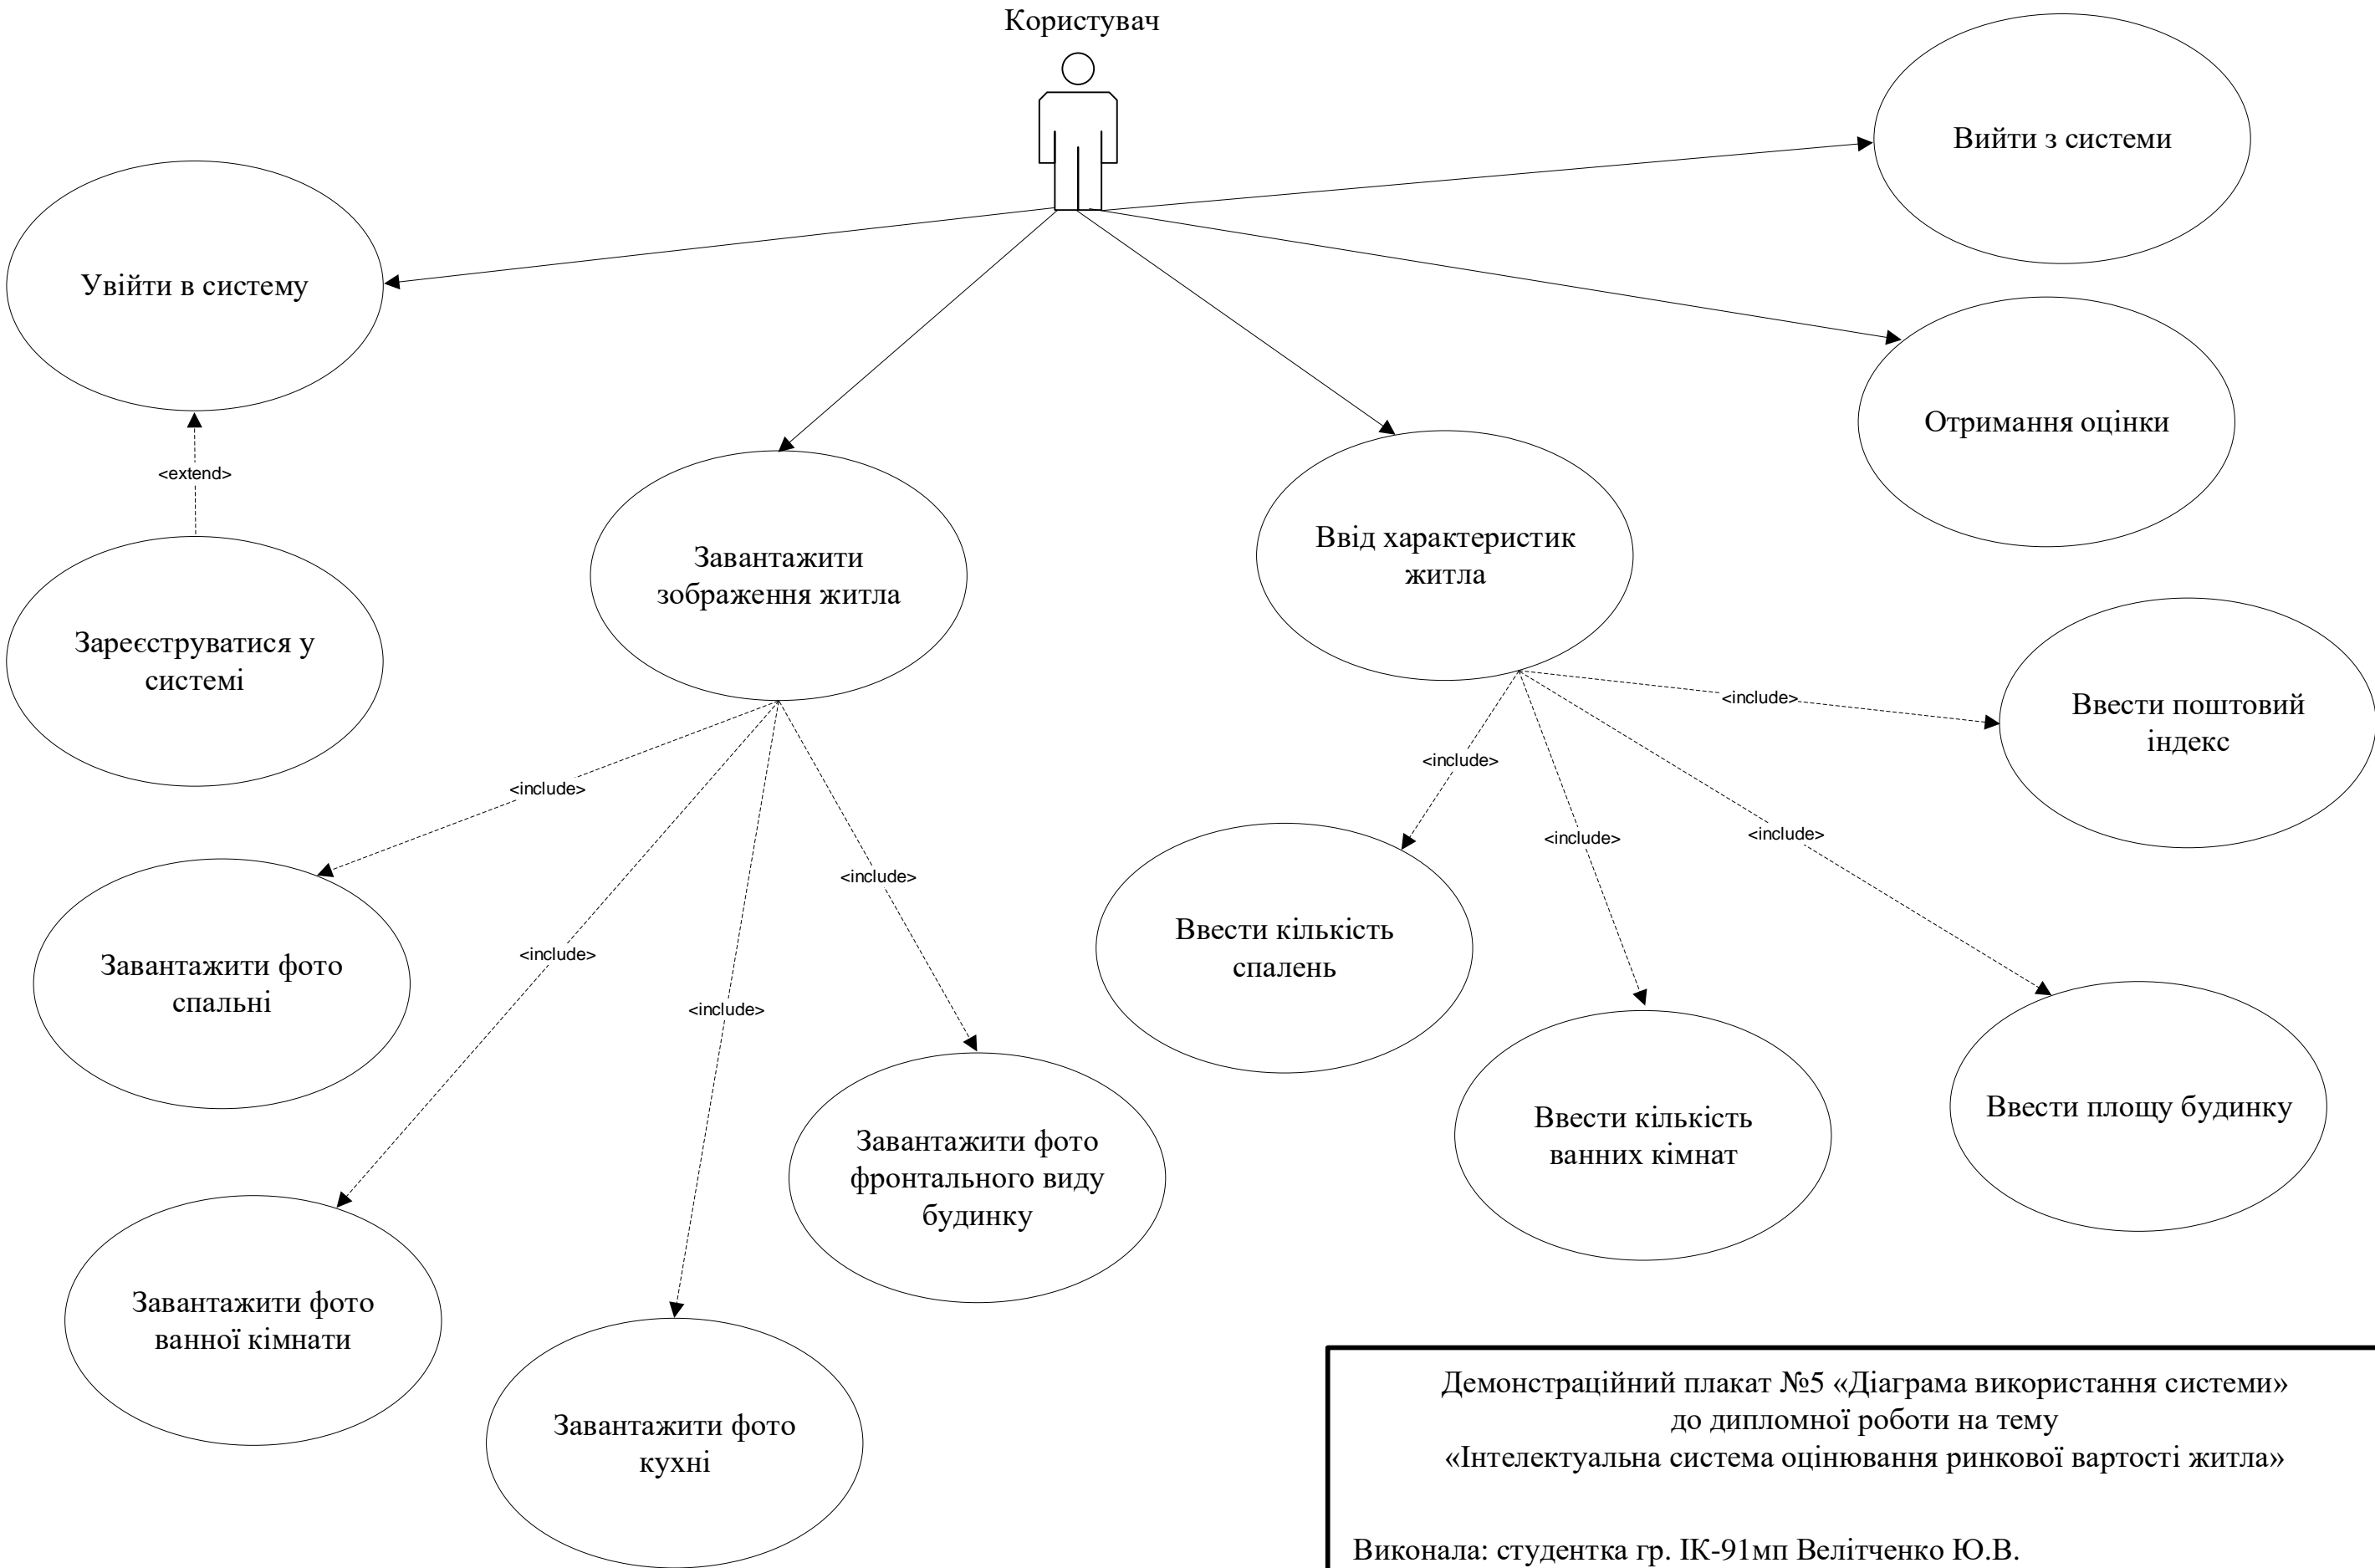 Користувач
Вийти з системи
Увійти в систему
Отримання оцінки
<extend>
Завантажити
зображення житла
Ввід характеристик
житла
Зареєструватися у
системі
Ввести поштовий
індекс
<include>
<include>
<include>
<include>
<include>
<include>
<include>
<include>
Завантажити фото
спальні
Ввести кількість
спалень
Завантажити фото
фронтального виду
будинку
Ввести кількість
ванних кімнат
Ввести площу будинку
Завантажити фото
ванної кімнати
Завантажити фото
кухні
Демонстраційний плакат №5 «Діаграма використання системи»
до дипломної роботи на тему
«Інтелектуальна система оцінювання ринкової вартості житла»
Виконала: студентка гр. ІК-91мп Велітченко Ю.В.